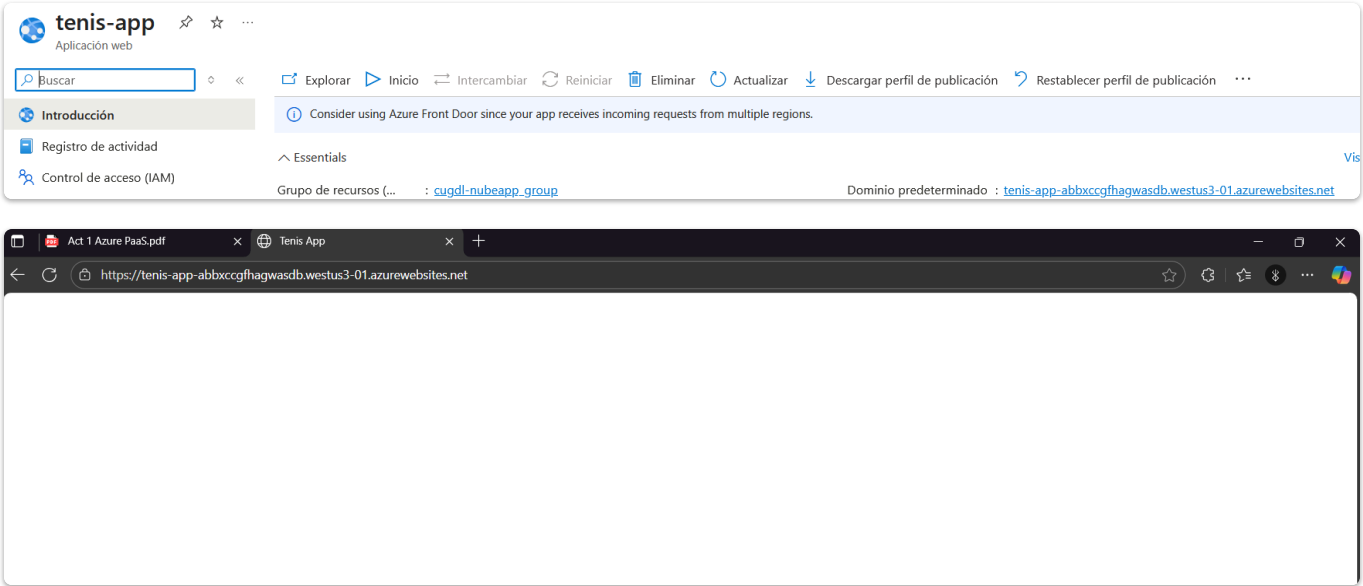 tenis-app
Aplicación web
Buscar
Explorar Inicio Intercambiar Reiniciar Eliminar Actualizar Descargar perfil de publicación Restablecer perfil de publicación
Introducción
Consider using Azure Front Door since your app receives incoming requests from multiple regions.
Registro de actividad
Essentials
Vis
Control de acceso (IAM)
Grupo de recursos (... : cugdl-nubeapp_group
Dominio predeterminado : tenis-app-abbxccgfhagwasdb.westus3-01.azurewebsites.net
PDF Act 1 Azure PaaS.pdf
Tenis App
https://tenis-app-abbxccgfhagwasdb.westus3-01.azurewebsites.net